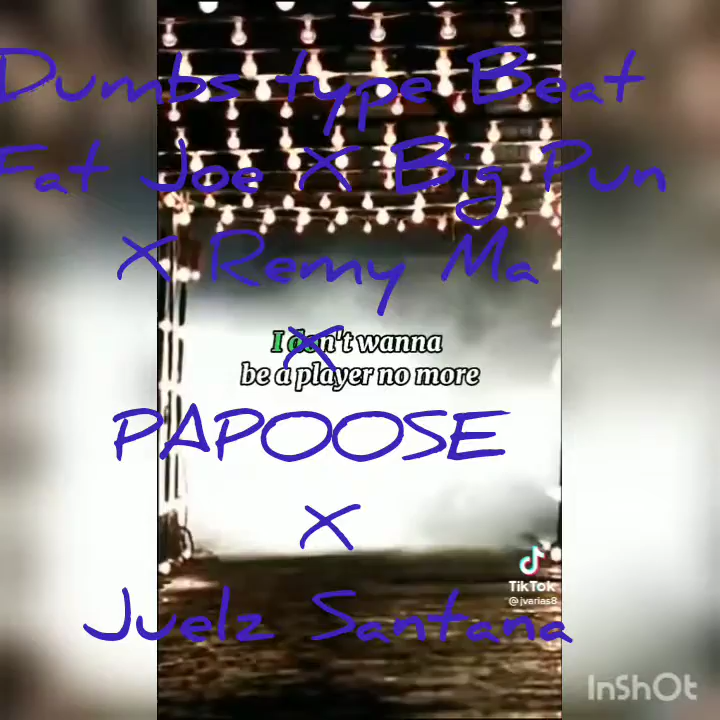 Dumbs type Beat
Fat Joe X Big Pun
X Remy Ma
X
I don't wanna
be a player no more
PAPOOSE
X
Juelz Santana
TikTok
@jvarias8
InShOt